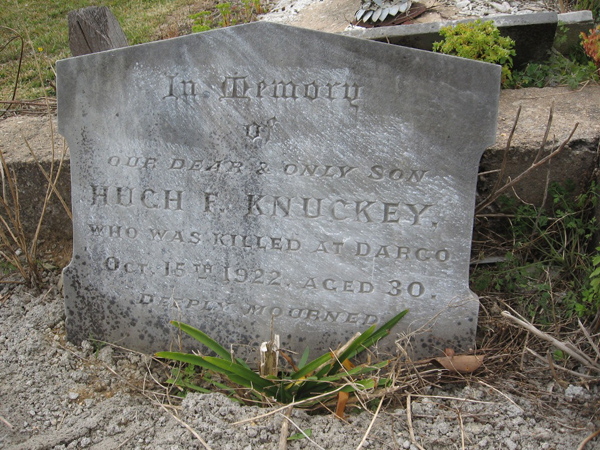 In Memory
of
OUR DEAR & ONLY SON
HUGH F. KNUCKEY,
WHO WAS KILLED AT DARGO
OCT. 15TH 1922. AGED 30.
DEEPLY MOURNED